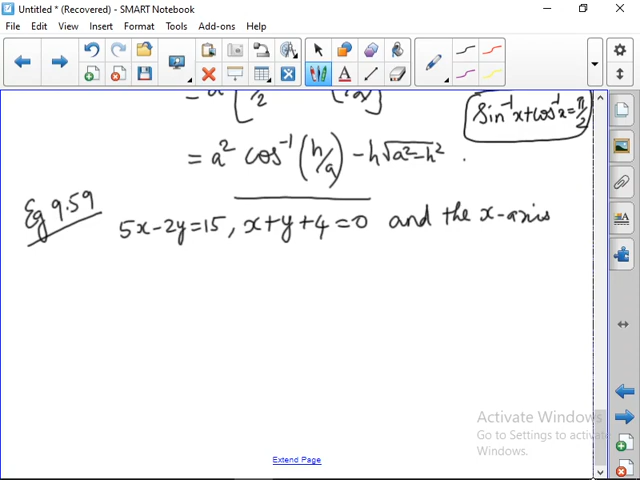 Untitled * (Recovered) - SMART Notebook
File Edit View Insert Format Tools Add-ons Help
Sin⁻¹x+cos⁻¹x=π/2
= a² cos⁻¹(h/a) - h√a²-h² .
Eg 9.59
5x-2y=15, x+y+4=0 and the x-axis
Activate Windows
Go to Settings to activate
Windows.
Extend Page